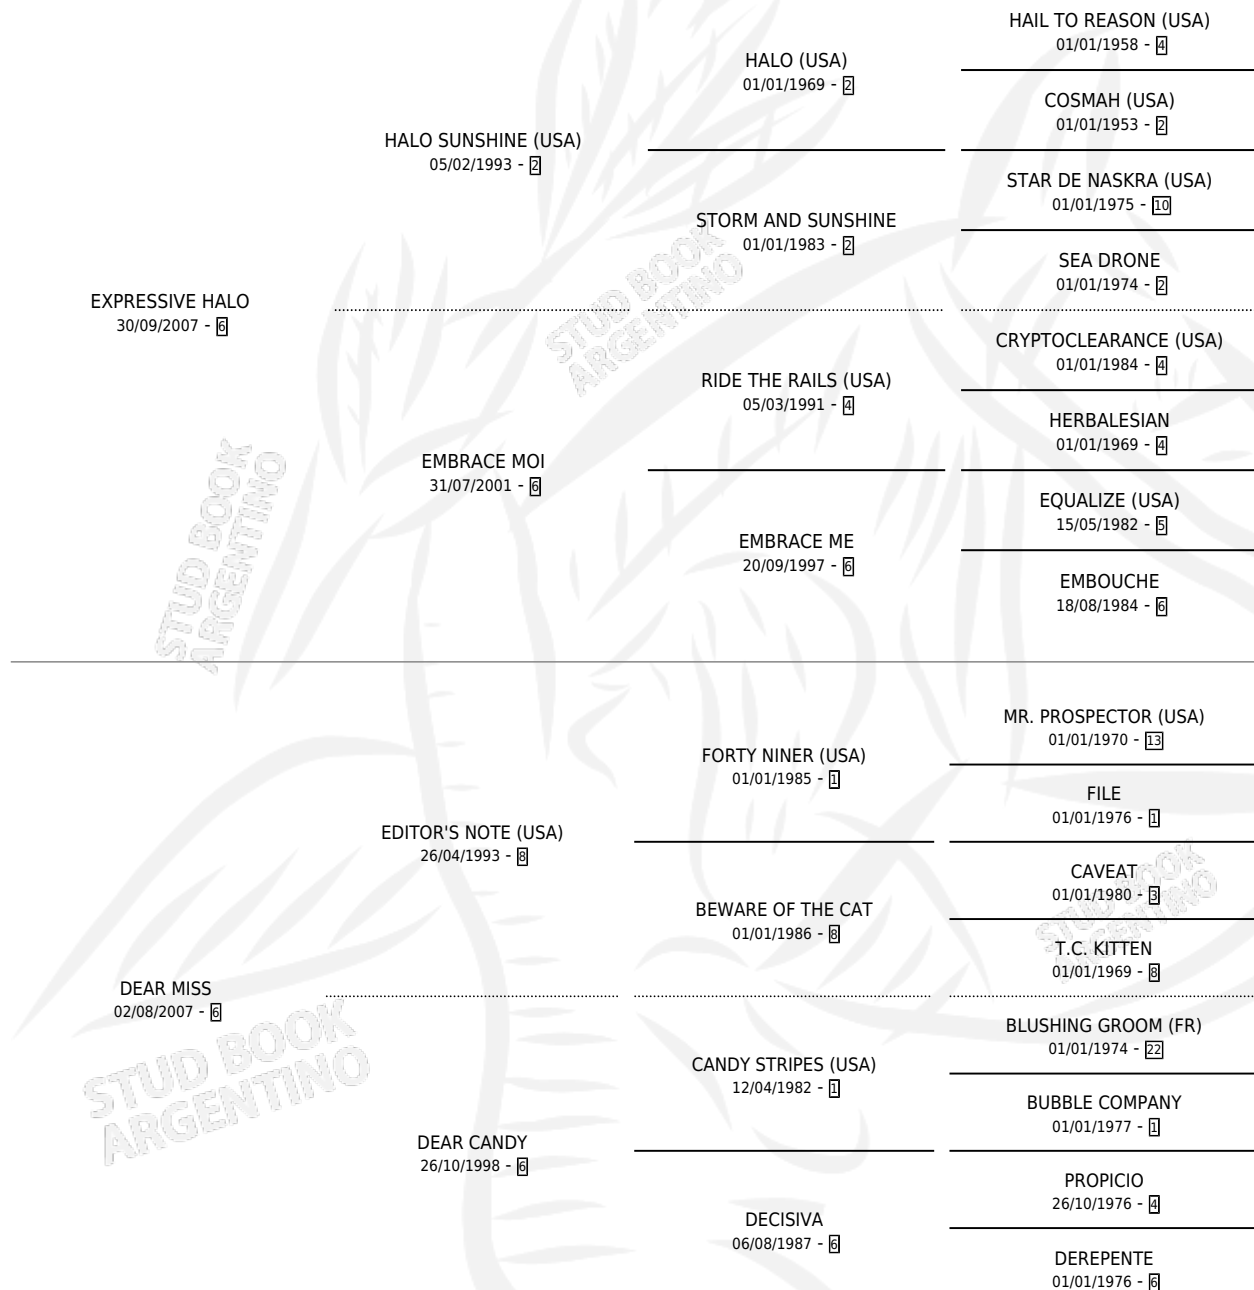 HAIL TO REASON (USA)
01/01/1958 - 4
HALO (USA)
01/01/1969 - 2
COSMAH (USA)
01/01/1953 - 2
HALO SUNSHINE (USA)
05/02/1993 - 2
STAR DE NASKRA (USA)
01/01/1975 - 10
STORM AND SUNSHINE
01/01/1983 - 2
SEA DRONE
01/01/1974 - 2
EXPRESSIVE HALO
30/09/2007 - 6
CRYPTOCLEARANCE (USA)
01/01/1984 - 4
RIDE THE RAILS (USA)
05/03/1991 - 4
HERBALESIAN
01/01/1969 - 4
EMBRACE MOI
31/07/2001 - 6
EQUALIZE (USA)
15/05/1982 - 5
EMBRACE ME
20/09/1997 - 6
EMBOUCHE
18/08/1984 - 6
STUD BOOK
ARGENTINO
STUD BOOK
ARGENTINO
MR. PROSPECTOR (USA)
01/01/1970 - 13
FORTY NINER (USA)
01/01/1985 - 1
FILE
01/01/1976 - 1
EDITOR'S NOTE (USA)
26/04/1993 - 8
CAVEAT
01/01/1980 - 3
BEWARE OF THE CAT
01/01/1986 - 8
T.C. KITTEN
01/01/1969 - 8
DEAR MISS
02/08/2007 - 6
BLUSHING GROOM (FR)
01/01/1974 - 22
CANDY STRIPES (USA)
12/04/1982 - 1
BUBBLE COMPANY
01/01/1977 - 1
DEAR CANDY
26/10/1998 - 6
PROPICIO
26/10/1976 - 4
DECISIVA
06/08/1987 - 6
DEREPENTE
01/01/1976 - 6
STUD BOOK
ARGENTINO
STUD BOOK
ARGENTINO